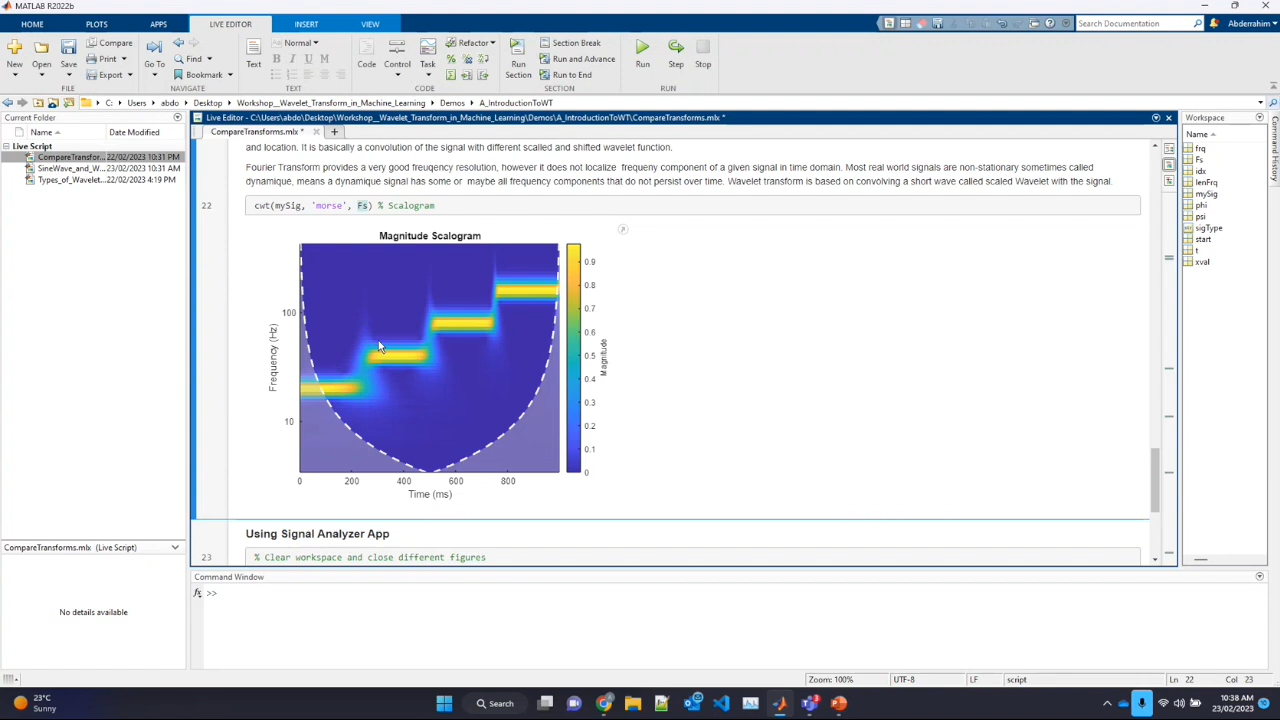 MATLAB R2022b
HOME PLOTS APPS LIVE EDITOR INSERT VIEW
Search Documentation Abderrahim
New Open Save Compare Print Export
FILE
Go To Find Bookmark
NAVIGATE
Text Normal B I U M
TEXT
Code Control Task Refactor
CODE
Run Section Section Break Run and Advance Run to End
SECTION
Run Step Stop
RUN
C: Users abdo Desktop Workshop__Wavelet_Transform_in_Machine_Learning Demos A_IntroductionToWT
Current Folder
Name Date Modified
Live Script
CompareTransfor... 22/02/2023 10:31 PM
SineWave_and_W... 23/02/2023 10:31 AM
Types_of_Wavelet... 22/02/2023 4:19 PM
CompareTransforms.mlx (Live Script)
No details available
Live Editor - C:\Users\abdo\Desktop\Workshop__Wavelet_Transform_in_Machine_Learning\Demos\A_IntroductionToWT\CompareTransforms.mlx *
CompareTransforms.mlx *
and location. It is basically a convolution of the signal with different scaled and shifted wavelet function.
Fourier Transform provides a very good freuqency resolution, however it does not localize frequeny component of a given signal in time domain. Most real world signals are non-stationary sometimes called
dynamique, means a dynamique signal has some or maybe all frequency components that do not persist over time. Wavelet transform is based on convolving a short wave called scaled Wavelet with the signal.
22 cwt(mySig, 'morse', Fs) % Scalogram
Magnitude Scalogram
Frequency (Hz)
100
10
0 200 400 600 800
Time (ms)
0.9
0.8
0.7
0.6
0.5
0.4
0.3
0.2
0.1
0
Magnitude
Using Signal Analyzer App
23 % Clear workspace and close different figures
Command Window
fx >>
Workspace
Name
frq
Fs
idx
lenFrq
mySig
phi
psi
sigType
start
t
xval
Command History
Zoom: 100% UTF-8 LF script Ln 22 Col 23
23°C
Sunny
Search
10:38 AM
23/02/2023